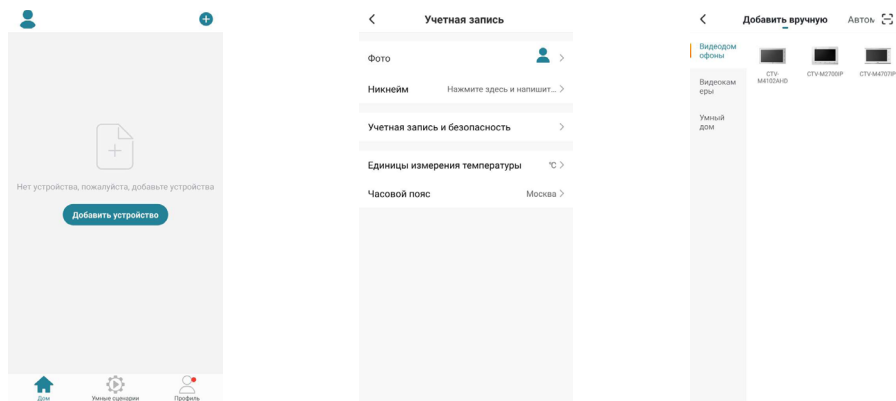 Нет устройства, пожалуйста, добавьте устройства
Добавить устройство
Дом
Умные сценарии
Профиль
Учетная запись
Фото
Никнейм
Нажмите здесь и напишит...
Учетная запись и безопасность
Единицы измерения температуры
°C
Часовой пояс
Москва
Добавить вручную
Автом
Видеодом
офоны
Видеокам
еры
Умный
дом
CTV-
M4102AHD
CTV-M2700IP
CTV-M4707IP